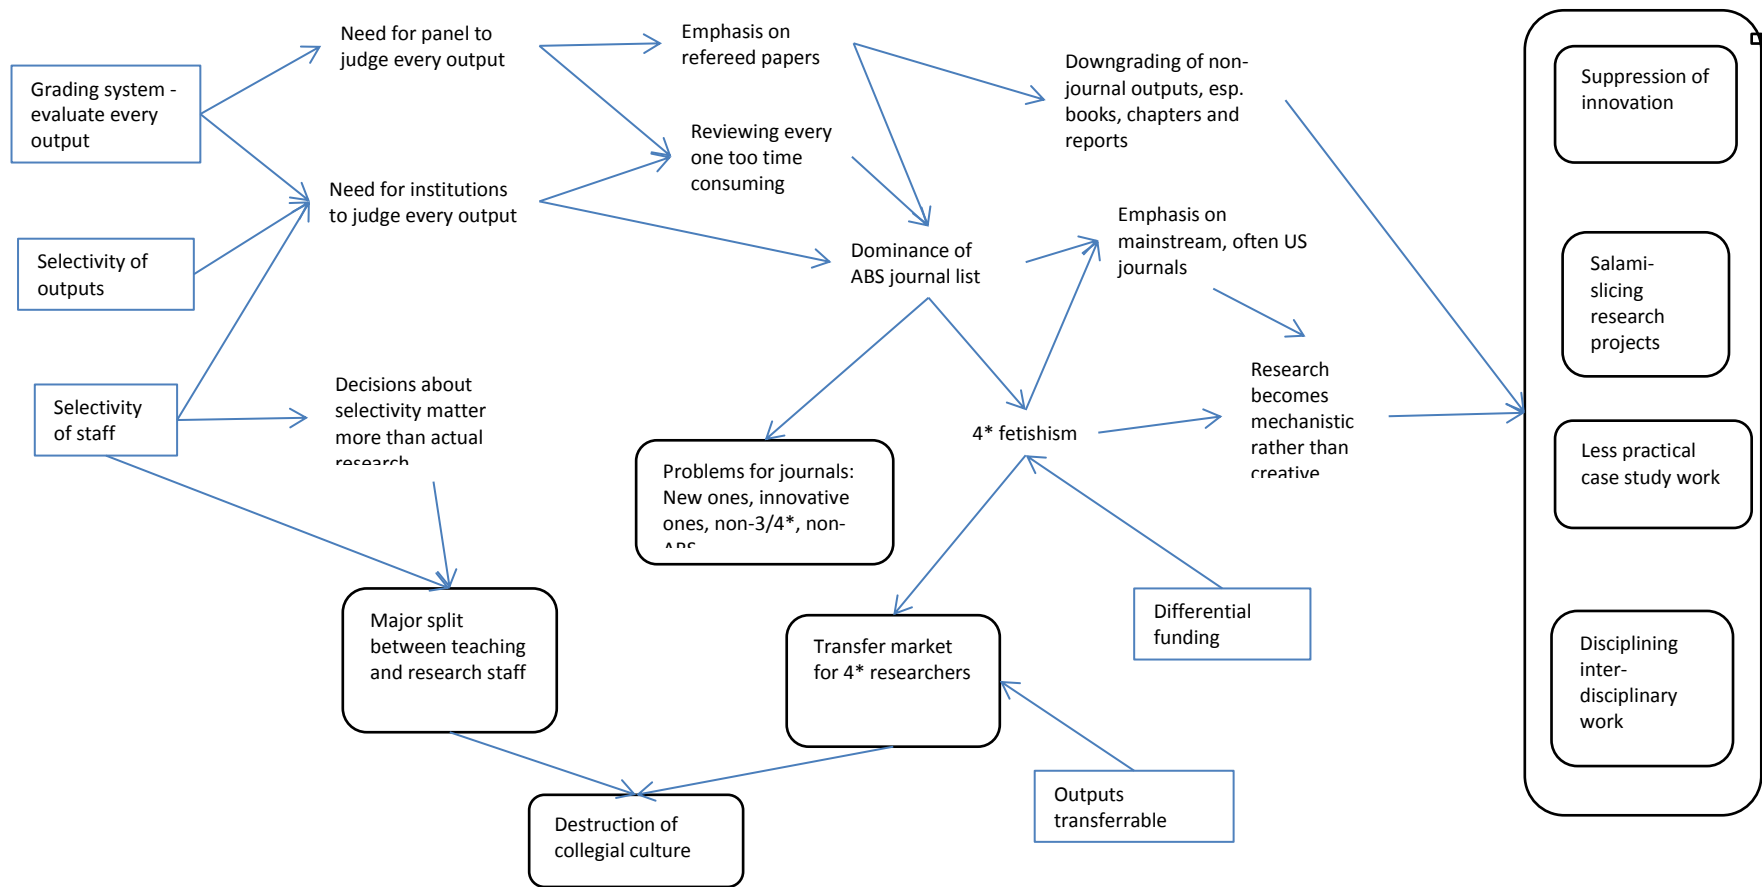 Grading system -
evaluate every
output
Selectivity of
outputs
Selectivity
of staff
Need for panel to
judge every output
Need for institutions
to judge every output
Decisions about
selectivity matter
more than actual
research
Major split
between teaching
and research staff
Emphasis on
refereed papers
Reviewing every
one too time
consuming
Dominance of
ABS journal list
Problems for journals:
New ones, innovative
ones, non-3/4*, non-
ABS
4* fetishism
Transfer market
for 4* researchers
Destruction of
collegial culture
Downgrading of non-
journal outputs, esp.
books, chapters and
reports
Emphasis on
mainstream, often US
journals
Research
becomes
mechanistic
rather than
creative
Differential
funding
Outputs
transferrable
Suppression of
innovation
Salami-
slicing
research
projects
Less practical
case study work
Disciplining
inter-
disciplinary
work